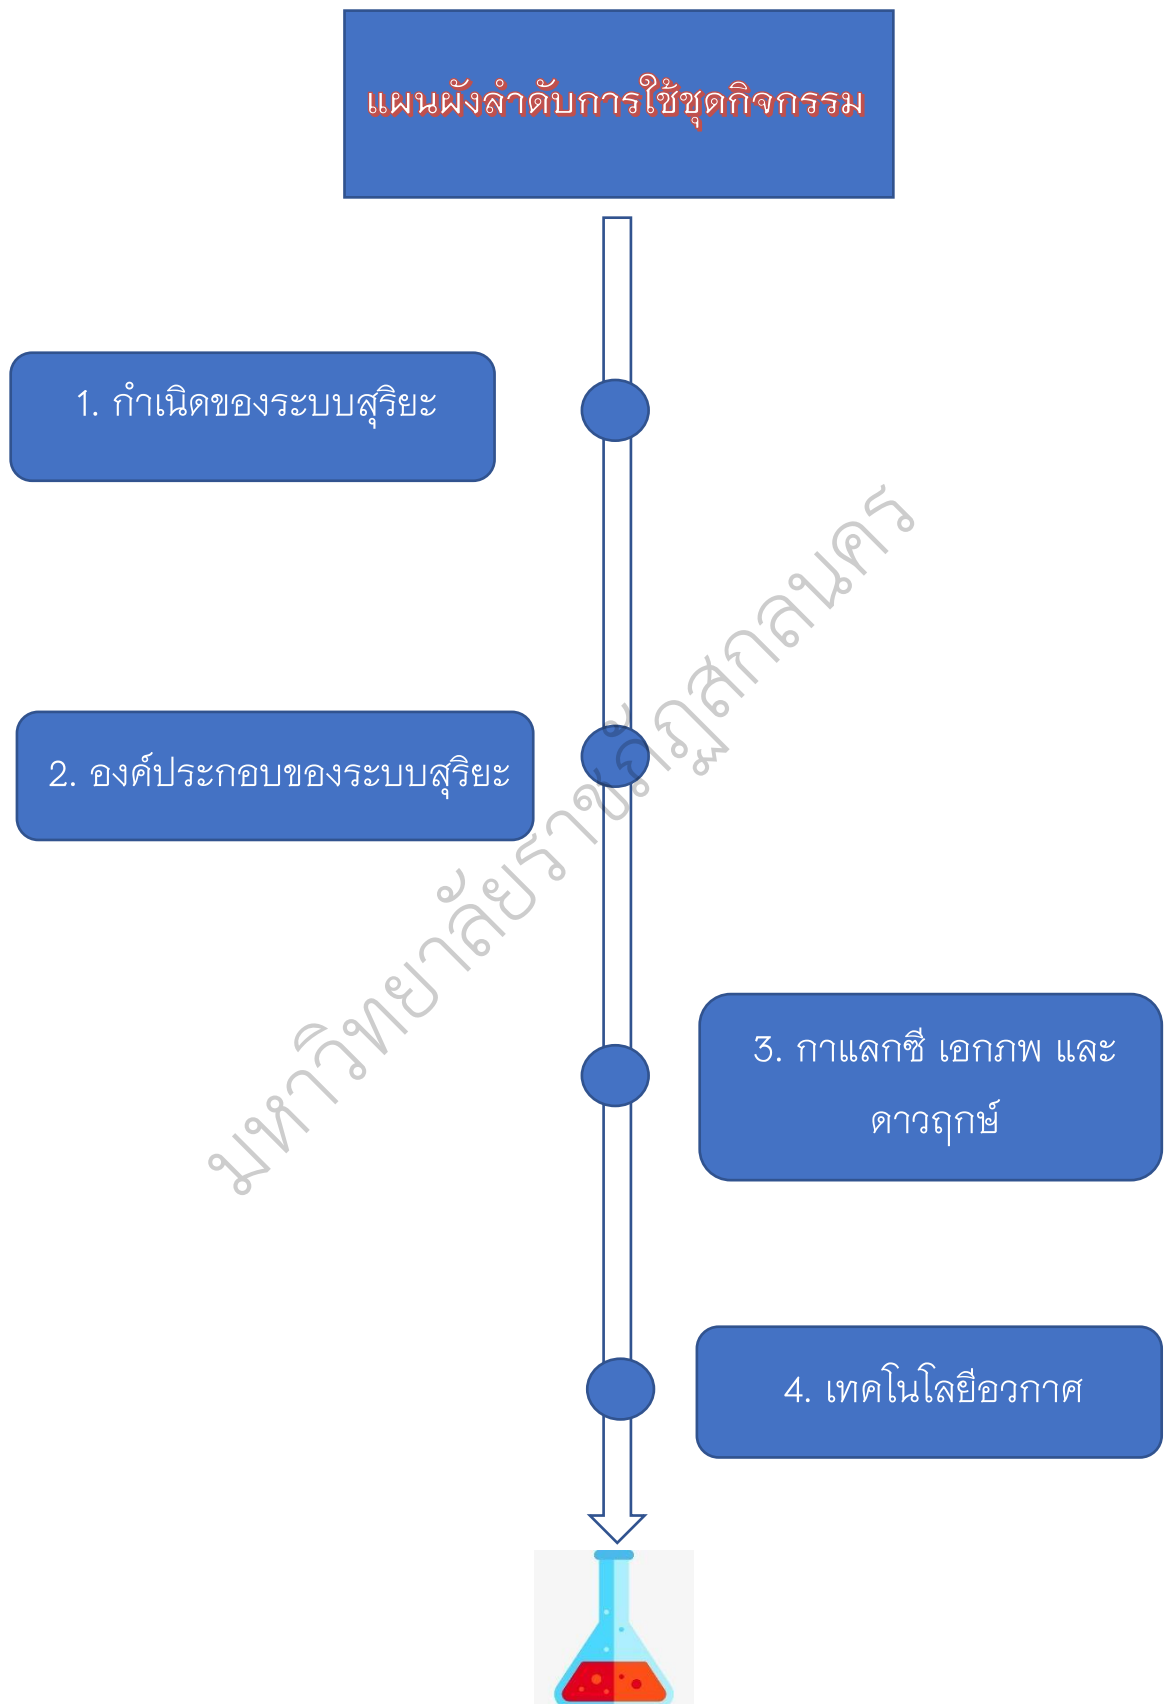 แผนผังลำดับการใช้ชุดกิจกรรม
1. กำเนิดของระบบสุริยะ
2. องค์ประกอบของระบบสุริยะ
3. กาแลกซี เอกภพ และ
ดาวฤกษ์
4. เทคโนโลยีอวกาศ
มหาวิทยาลัยราชภัฏสกลนคร